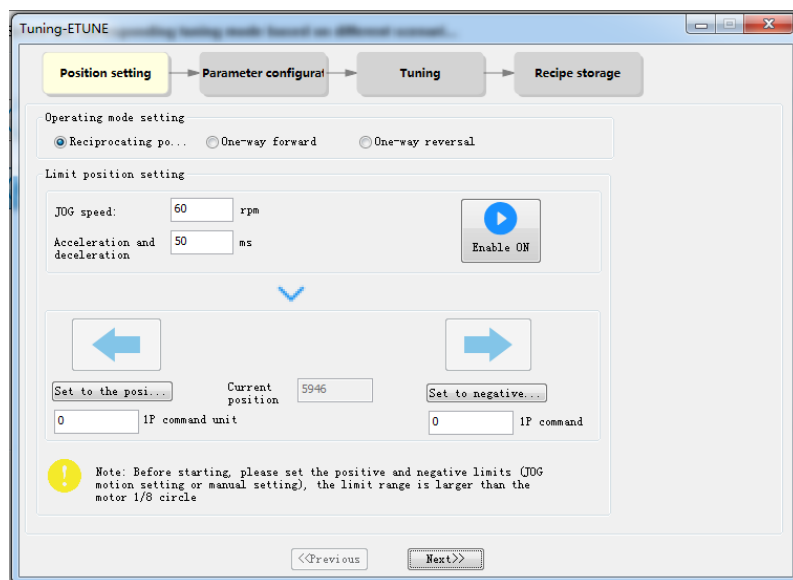 Tuning-ETUNE
Position setting
Parameter configurat
Tuning
Recipe storage
Operating mode setting
Reciprocating po...
One-way forward
One-way reversal
Limit position setting
JOG speed:
60
rpm
Enable ON
Acceleration and
deceleration
50
ms
Set to the posi...
Current
position
5946
Set to negative...
0
1P command unit
0
1P command
Note: Before starting, please set the positive and negative limits (JOG
motion setting or manual setting), the limit range is larger than the
motor 1/8 circle
<<Previous
Next>>